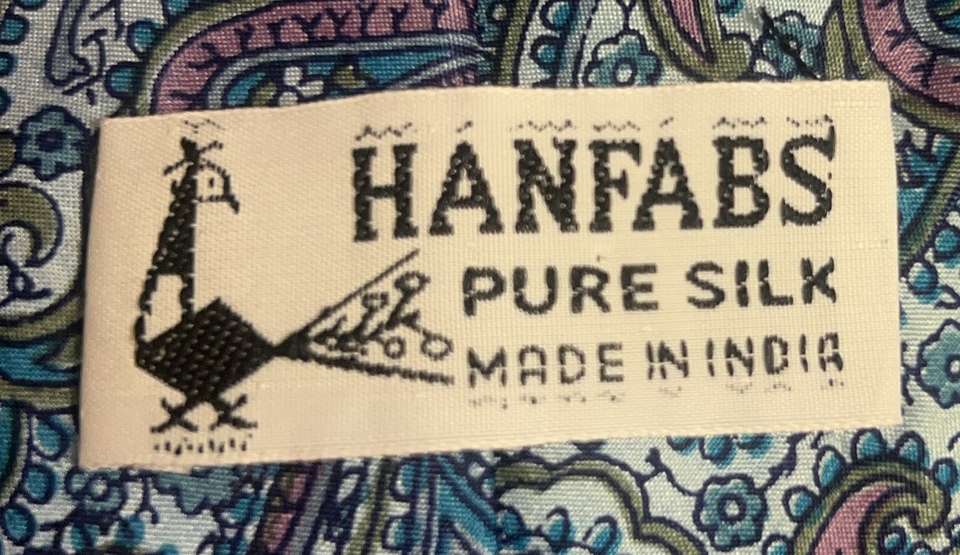 HANFABS
PURE SILK
MADE IN INDIA